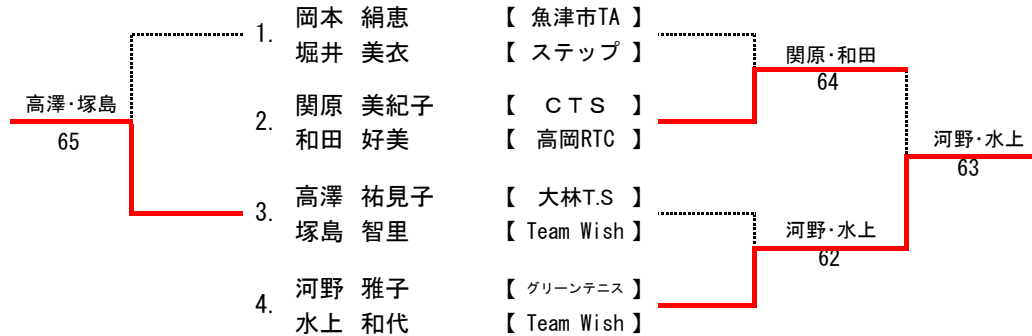 1.
岡本 絹恵 【 魚津市TA 】
堀井 美衣 【 ステップ 】
関原・和田
64
高澤・塚島
65
2.
関原 美紀子 【 ＣＴＳ 】
和田 好美 【 高岡RTC 】
河野・水上
63
3.
高澤 祐見子 【 大林T.S 】
塚島 智里 【 Team Wish 】
河野・水上
62
4.
河野 雅子 【 グリーンテニス 】
水上 和代 【 Team Wish 】